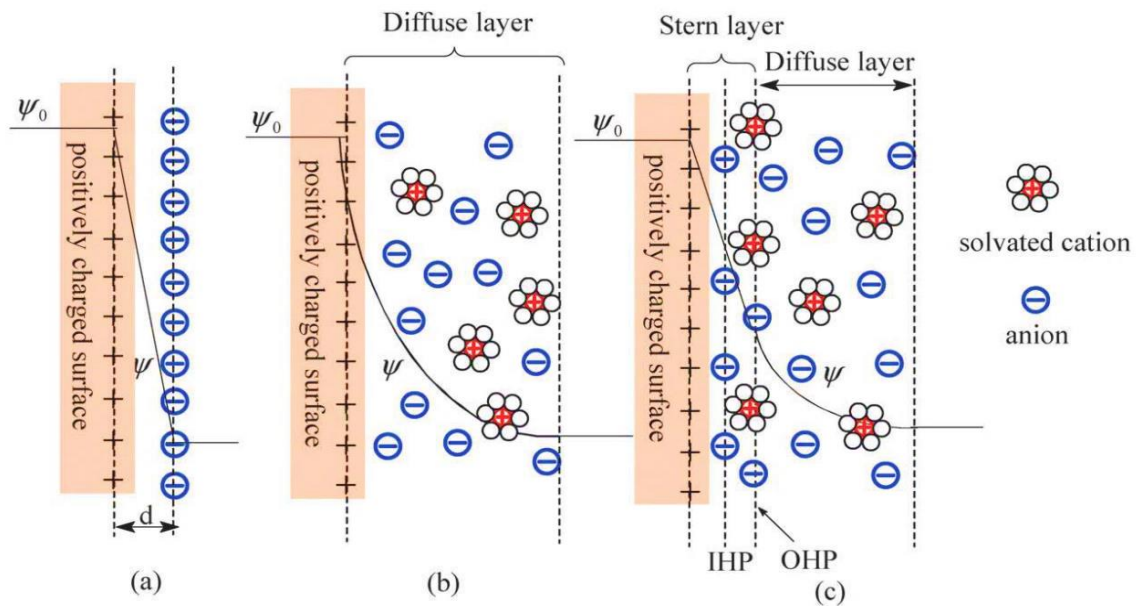 Diffuse layer
Stern layer
Diffuse layer
ψ₀
ψ₀
ψ₀
positively charged surface
positively charged surface
positively charged surface
ψ
ψ
ψ
solvated cation
anion
d
IHP
OHP
(a)
(b)
(c)